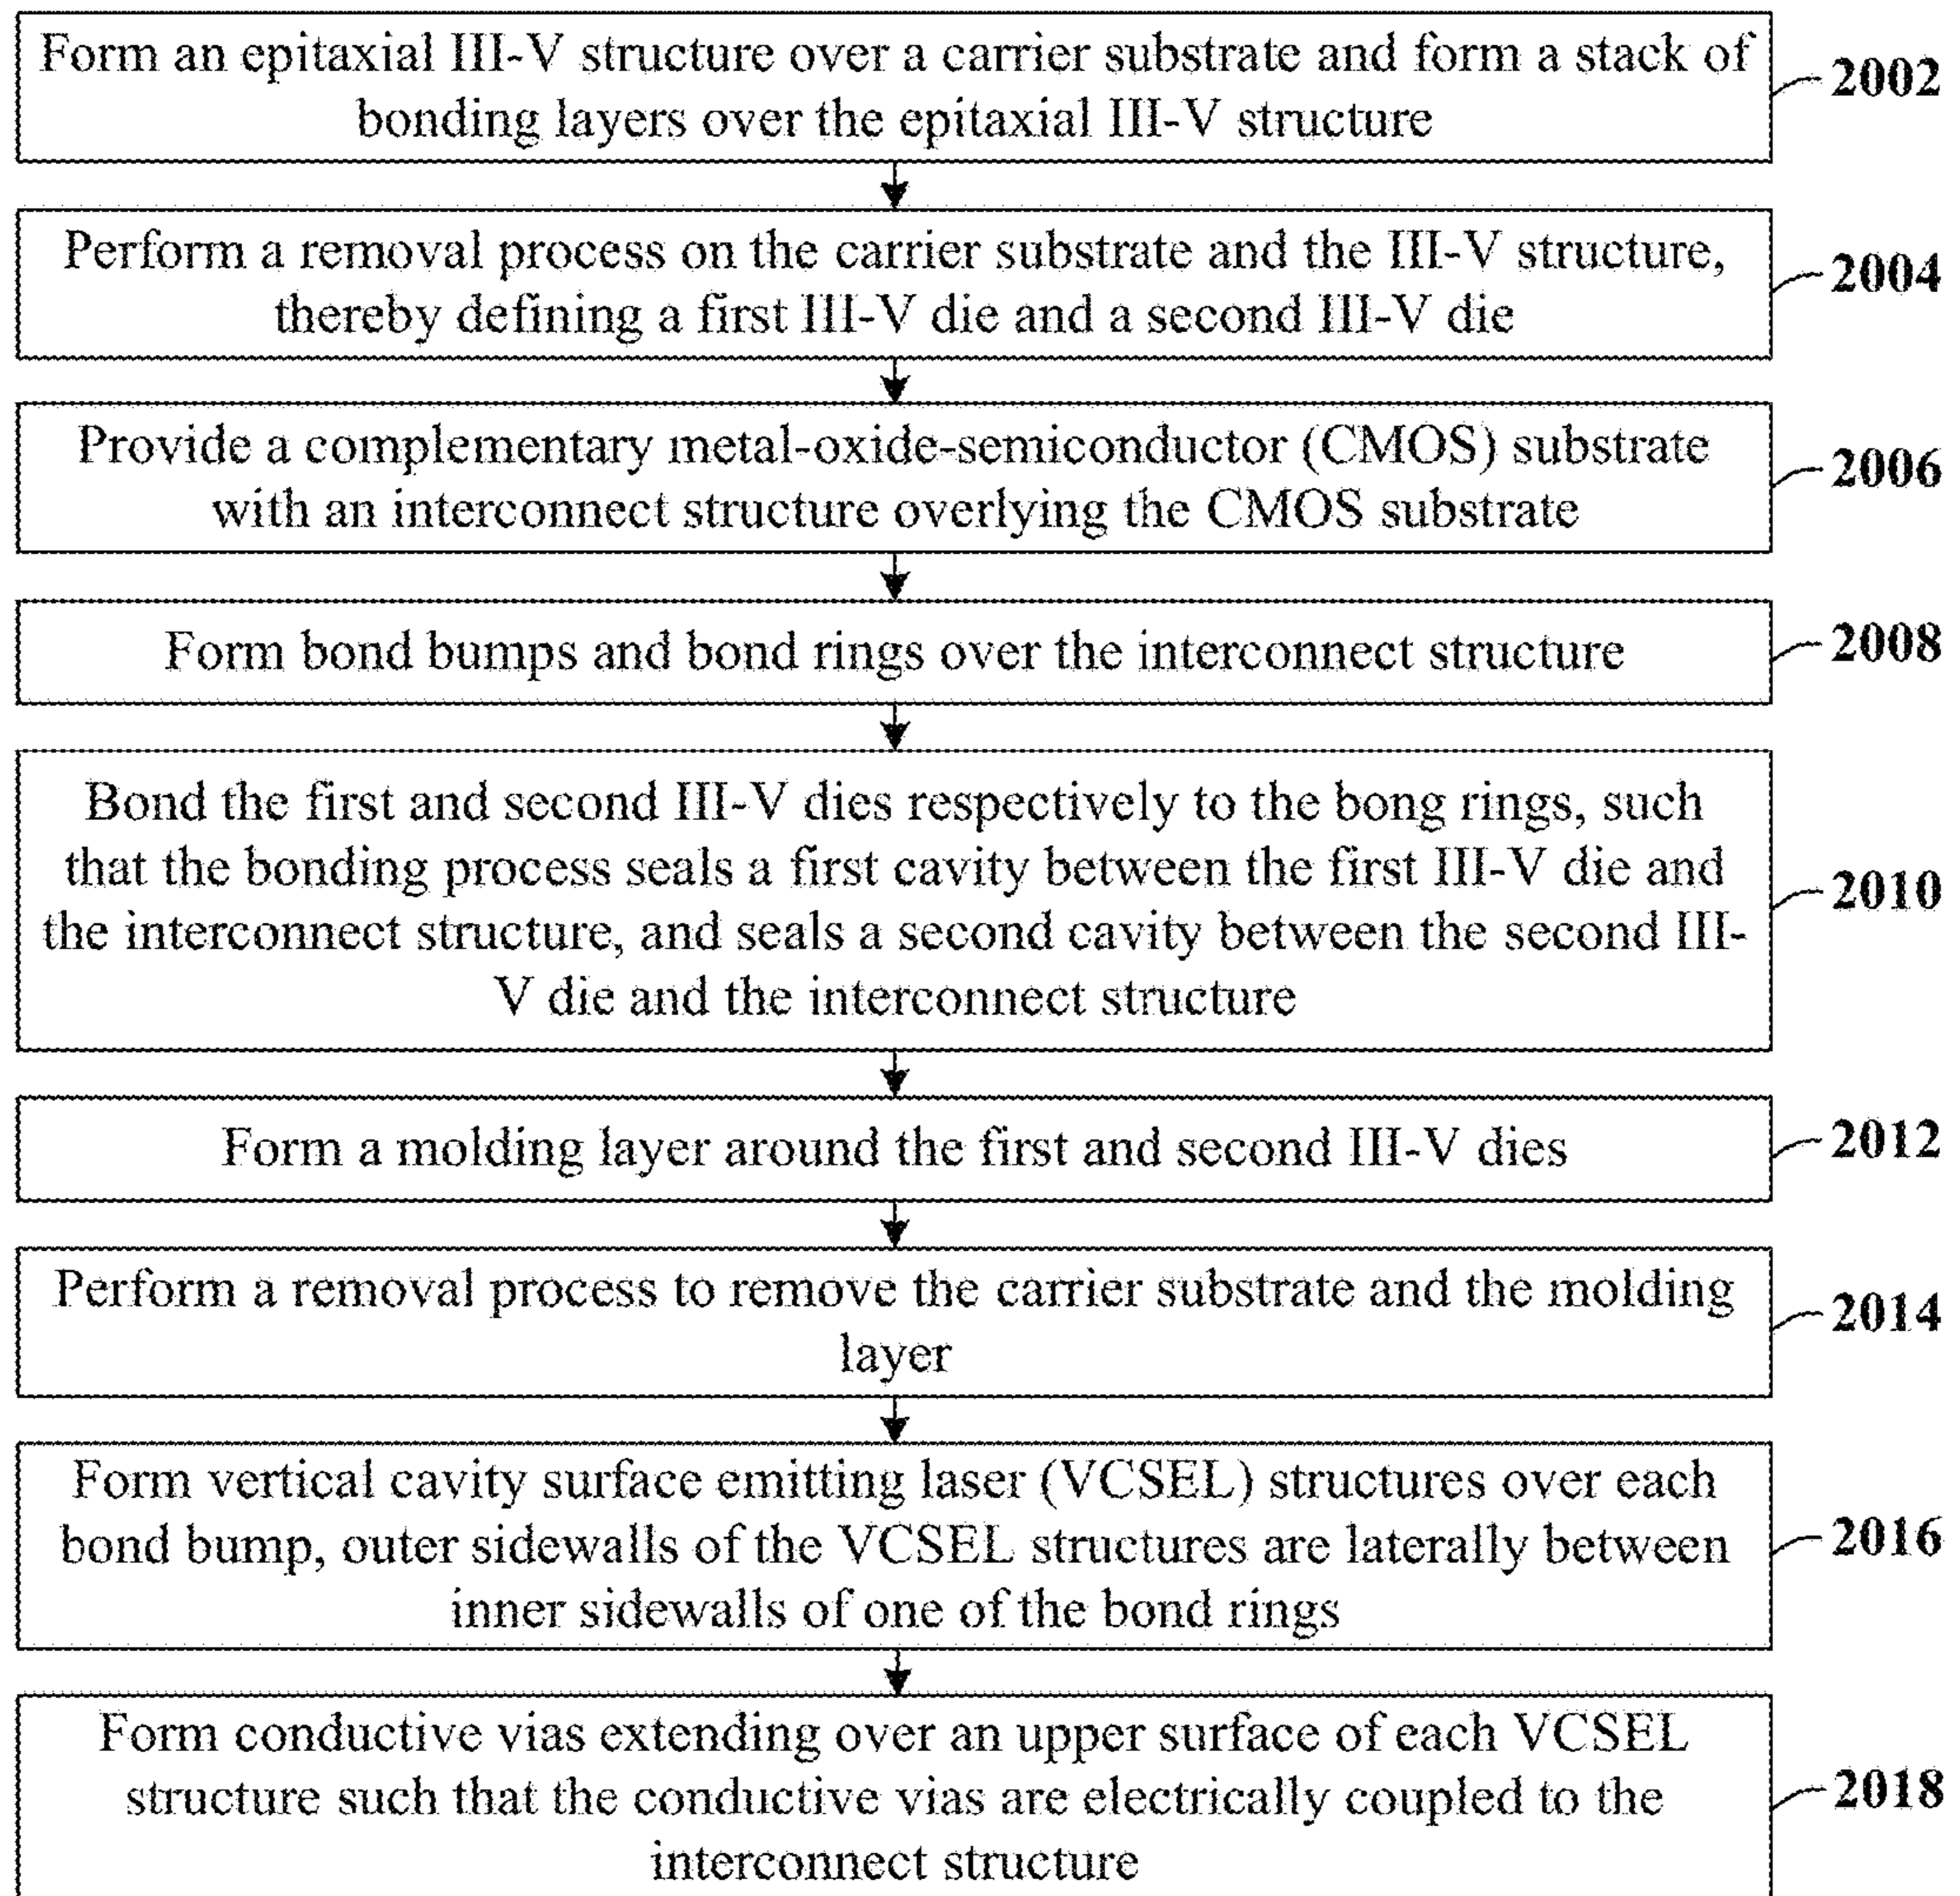 Form an epitaxial III-V structure over a carrier substrate and form a stack of
bonding layers over the epitaxial III-V structure
2002
Perform a removal process on the carrier substrate and the III-V structure,
thereby defining a first III-V die and a second III-V die
2004
Provide a complementary metal-oxide-semiconductor (CMOS) substrate
with an interconnect structure overlying the CMOS substrate
2006
Form bond bumps and bond rings over the interconnect structure
2008
Bond the first and second III-V dies respectively to the bong rings, such
that the bonding process seals a first cavity between the first III-V die and
the interconnect structure, and seals a second cavity between the second III-
V die and the interconnect structure
2010
Form a molding layer around the first and second III-V dies
2012
Perform a removal process to remove the carrier substrate and the molding
layer
2014
Form vertical cavity surface emitting laser (VCSEL) structures over each
bond bump, outer sidewalls of the VCSEL structures are laterally between
inner sidewalls of one of the bond rings
2016
Form conductive vias extending over an upper surface of each VCSEL
structure such that the conductive vias are electrically coupled to the
interconnect structure
2018